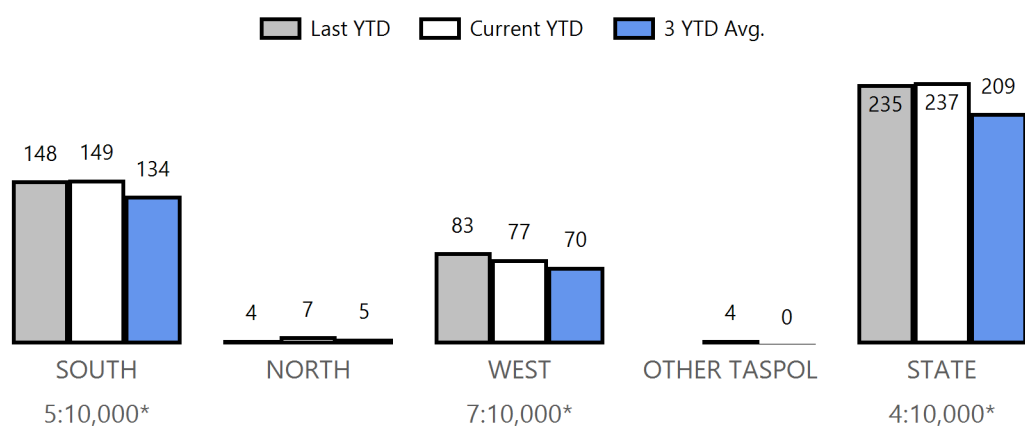 Last YTD Current YTD 3 YTD Avg.
148 149 134 4 7 5 83 77 70 4 0 235 237 209
SOUTH NORTH WEST OTHER TASPOL STATE
5:10,000* 7:10,000* 4:10,000*